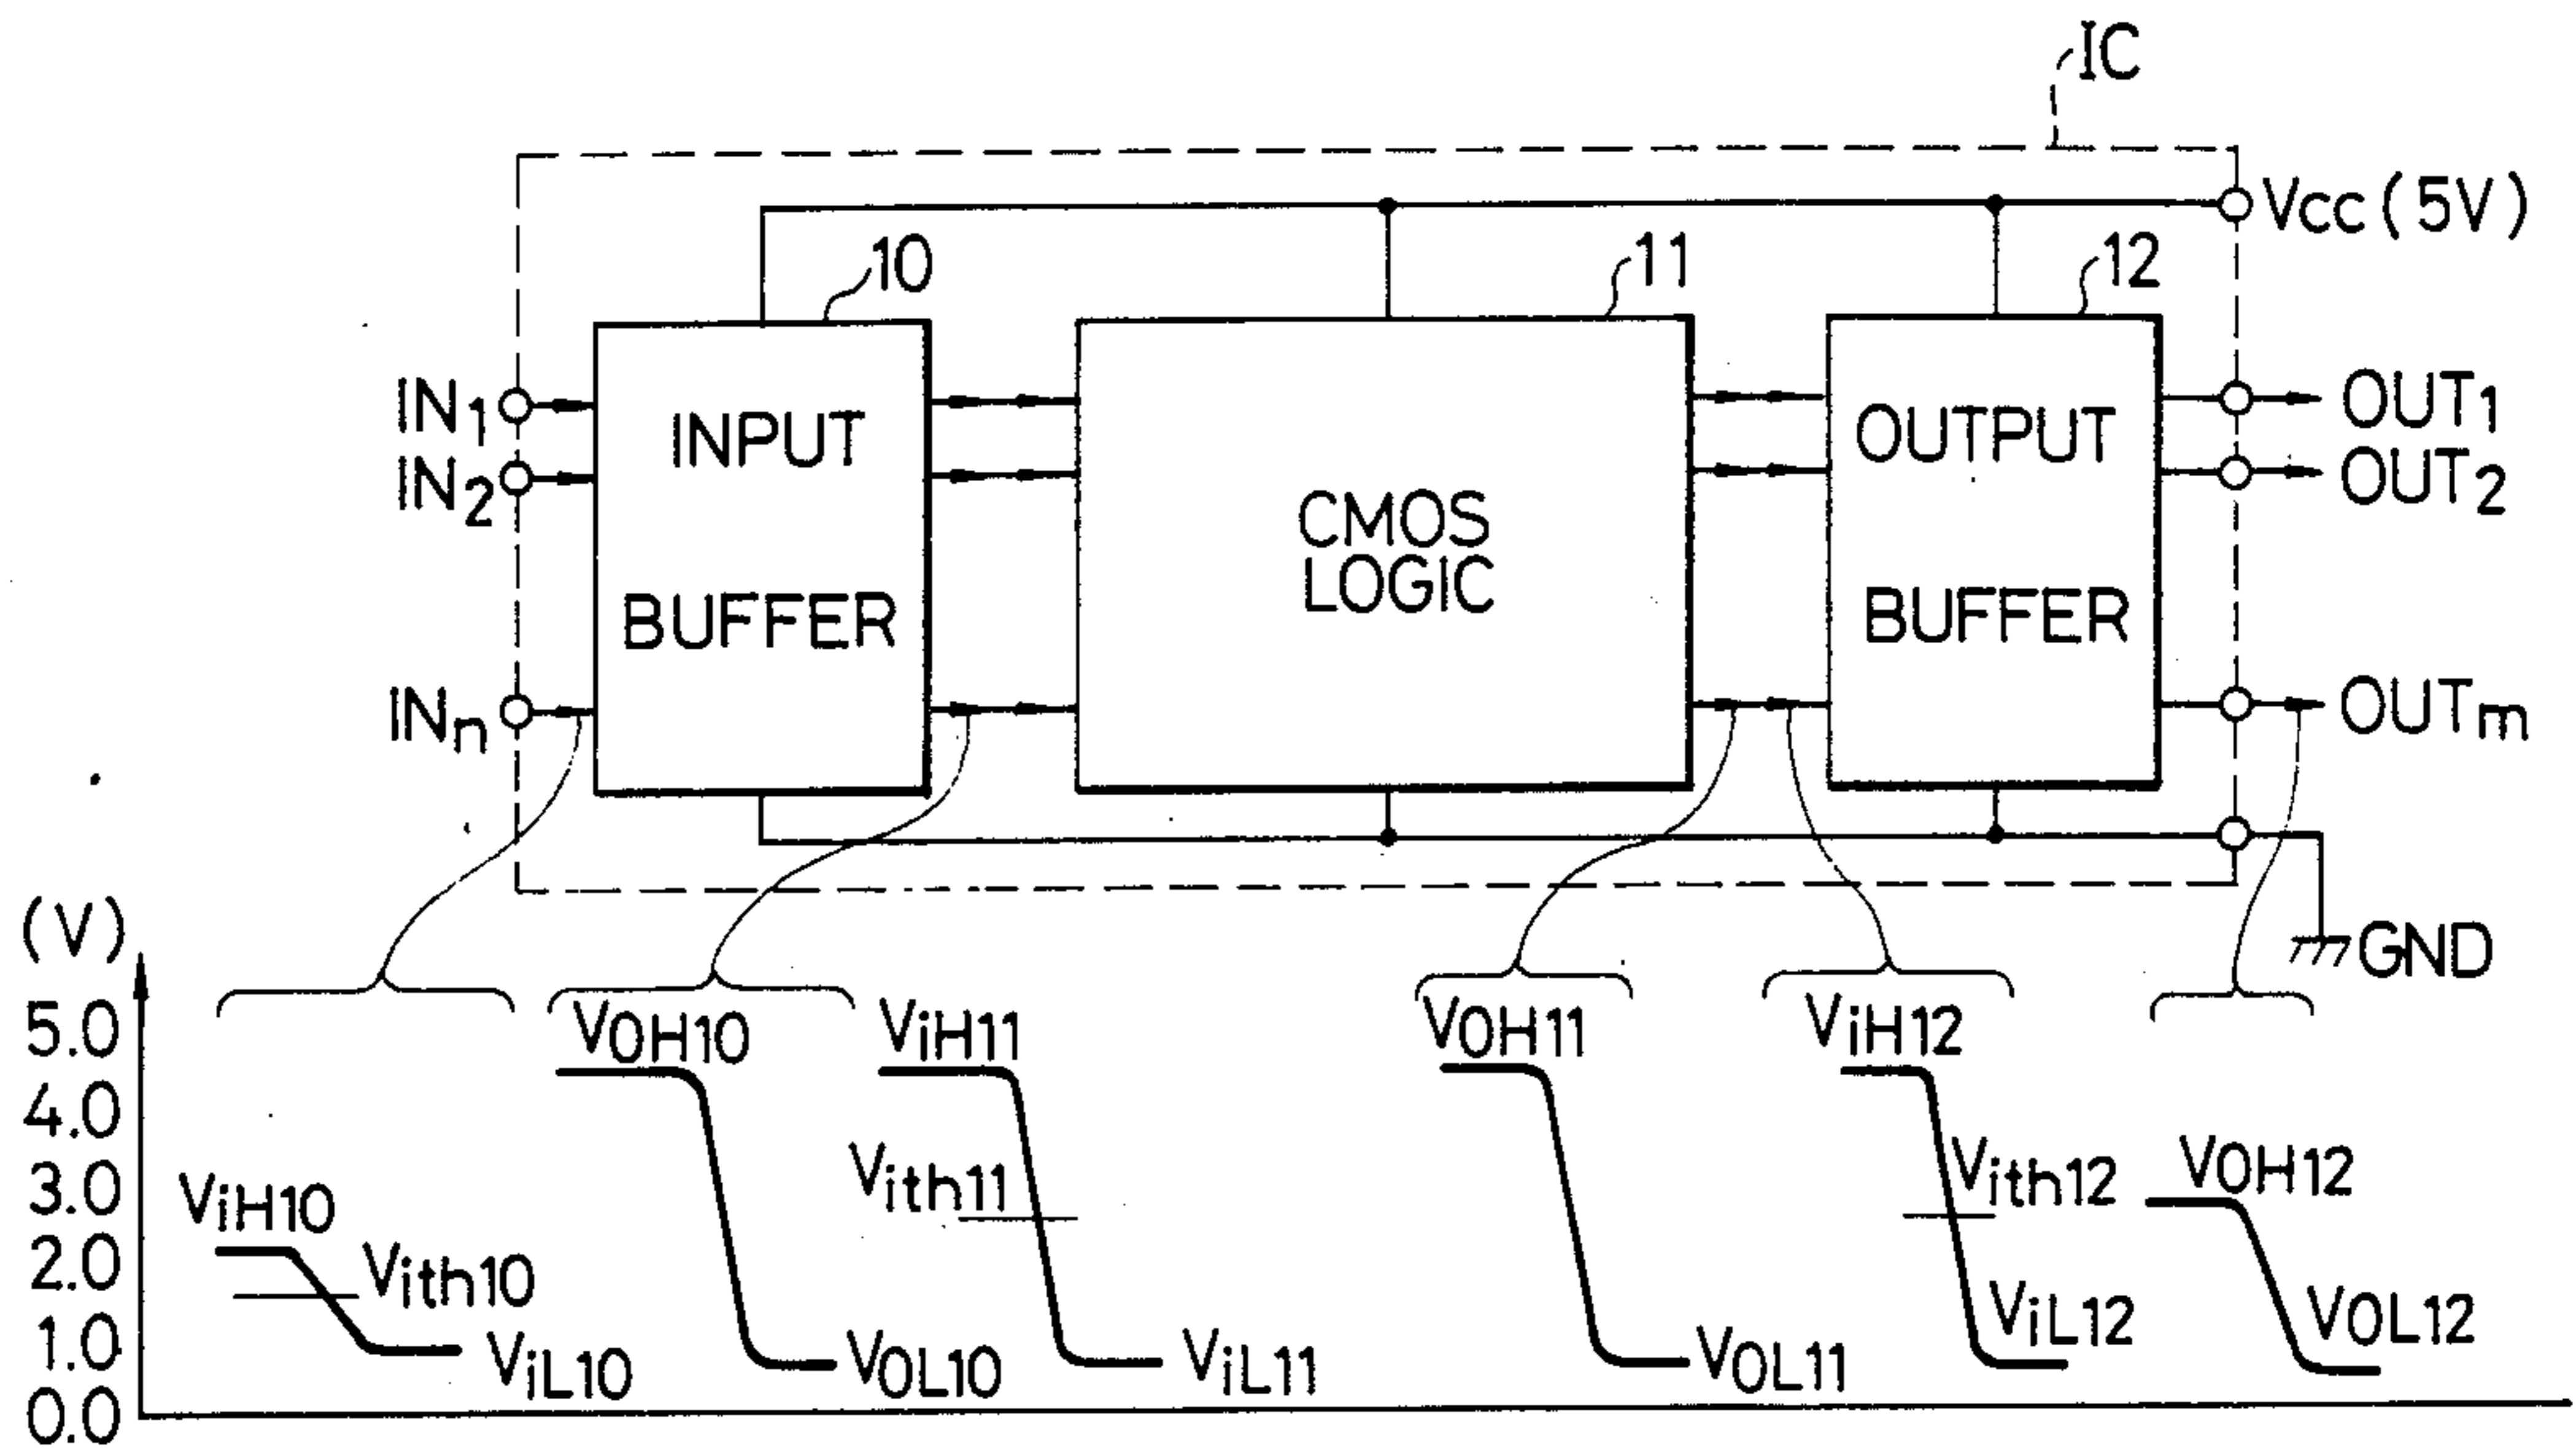 IC
Vcc (5V)
10
11
12
IN1
IN2
INn
INPUT
BUFFER
CMOS
LOGIC
OUTPUT
BUFFER
OUT1
OUT2
OUTm
GND
(V)
5.0
4.0
3.0
2.0
1.0
0.0
ViH10
Vith10
ViL10
VOH10
VOL10
ViH11
Vith11
ViL11
VOH11
VOL11
ViH12
Vith12
ViL12
VOH12
VOL12